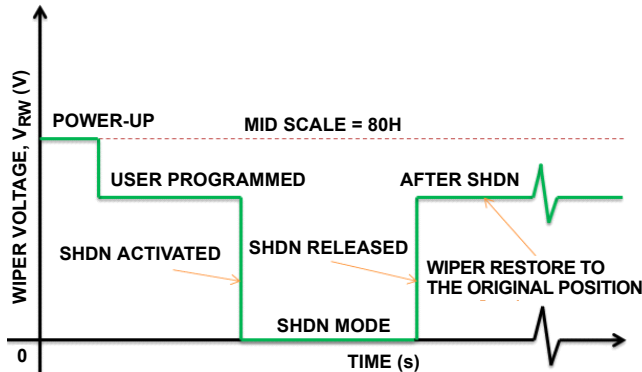 WIPER VOLTAGE, VRW (V)
POWER-UP
MID SCALE = 80H
USER PROGRAMMED
AFTER SHDN
SHDN ACTIVATED
SHDN RELEASED
WIPER RESTORE TO
THE ORIGINAL POSITION
SHDN MODE
0
TIME (s)